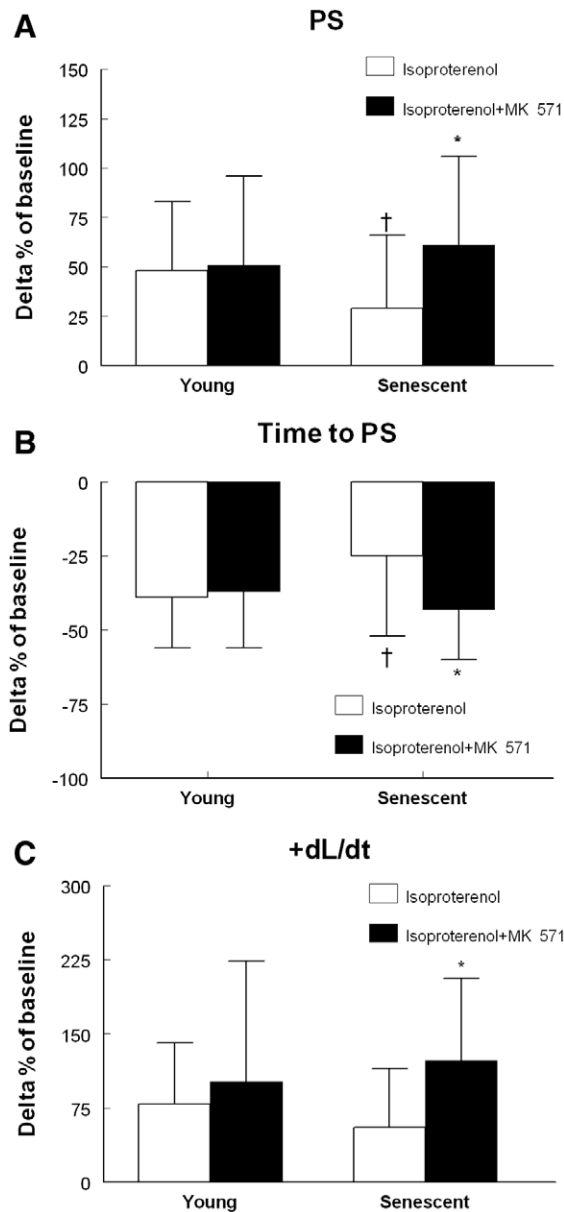 A
PS
Isoproterenol
Isoproterenol+MK 571
Delta % of baseline
150
125
100
75
50
25
0
†
*
Young
Senescent
B
Time to PS
Delta % of baseline
0
-25
-50
-75
-100
†
*
Isoproterenol
Isoproterenol+MK 571
Young
Senescent
C
+dL/dt
Isoproterenol
Isoproterenol+MK 571
Delta % of baseline
300
225
150
75
0
*
Young
Senescent